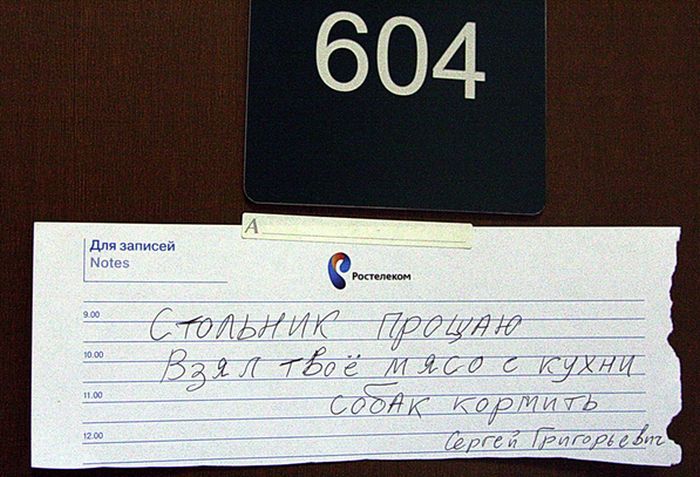 604
A
Для записей
Notes
Ростелеком
9.00
Стольник прощаю
10.00
Взял твоё мясо с кухни
11.00
собак кормить
12.00
Сергей Григорьевич